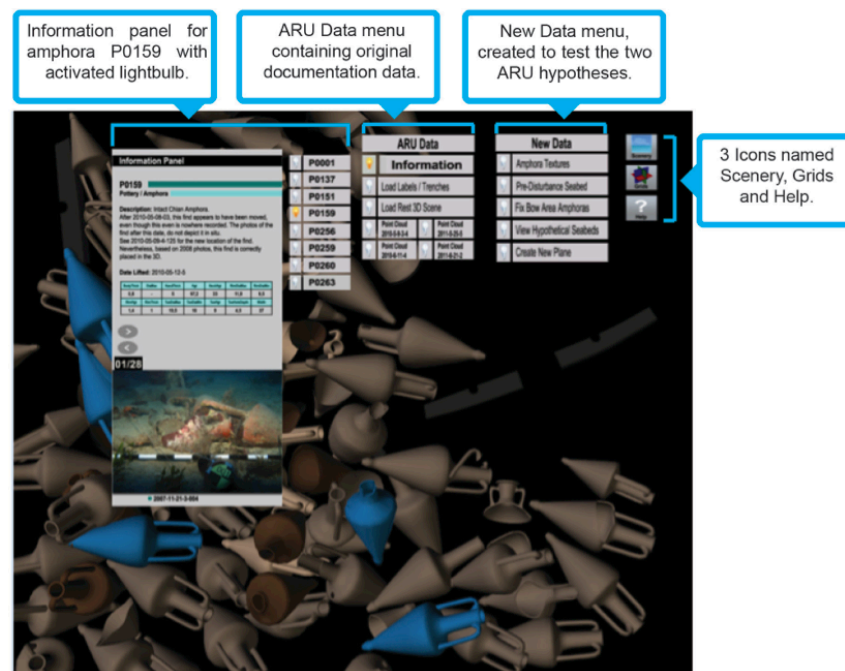 Information panel for
amphora P0159 with
activated lightbulb.
ARU Data menu
containing original
documentation data.
New Data menu,
created to test the two
ARU hypotheses.
3 Icons named
Scenery, Grids
and Help.
Information Panel
P0159
Pottery / Amphora
Description: Intact Chian Amphora.
After 2010-05-08-03, this find appears to have been moved,
even though this even is nowhere recorded. The photos of the
find after this date, do not depict it in situ.
See 2010-05-09-4-125 for the new location of the find.
Nevertheless, based on 2008 photos, this find is correctly
placed in the 3D.
Date Lifted: 2010-05-12-5
01/28
2007-11-21-3-004
P0001
P0137
P0151
P0159
P0256
P0259
P0260
P0263
ARU Data
Information
Load Labels / Trenches
Load Rest 3D Scene
Point Cloud Point Cloud
Point Cloud Point Cloud
New Data
Amphora Textures
Pre-Disturbance Seabed
Fix Bow Area Amphoras
View Hypothetical Seabeds
Create New Plane
Scenery
Help